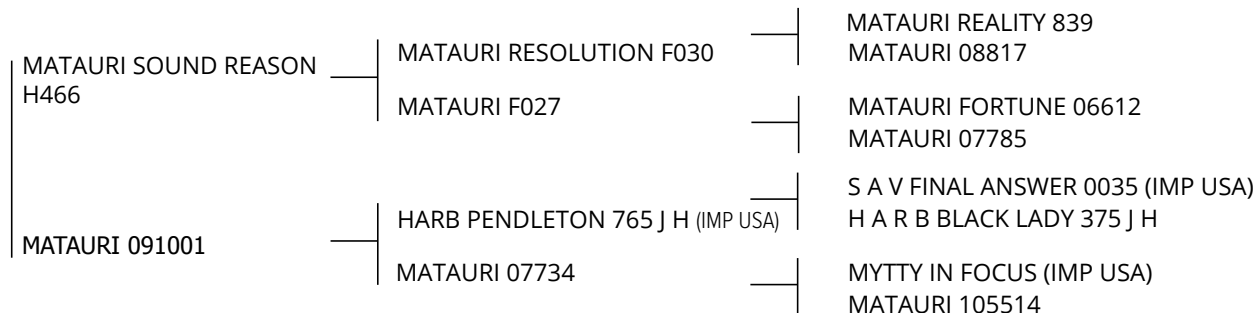 MATAURI SOUND REASON
H466
MATAURI RESOLUTION F030
MATAURI REALITY 839
MATAURI 08817
MATAURI F027
MATAURI FORTUNE 06612
MATAURI 07785
MATAURI 091001
HARB PENDLETON 765 J H (IMP USA)
S A V FINAL ANSWER 0035 (IMP USA)
H A R B BLACK LADY 375 J H
MATAURI 07734
MYTTY IN FOCUS (IMP USA)
MATAURI 105514